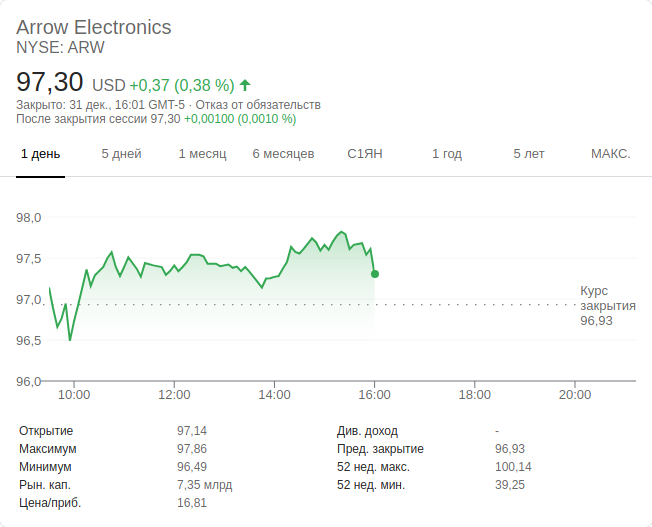 Arrow Electronics
NYSE: ARW
97,30 USD +0,37 (0,38 %)
Закрыто: 31 дек., 16:01 GMT-5 · Отказ от обязательств
После закрытия сессии 97,30 +0,00100 (0,0010 %)
1 день 5 дней 1 месяц 6 месяцев С1ЯН 1 год 5 лет МАКС.
98,0
97,5
97,0
96,5
96,0
Курс
закрытия
96,93
10:00 12:00 14:00 16:00 18:00 20:00
Открытие 97,14 Див. доход -
Максимум 97,86 Пред. закрытие 96,93
Минимум 96,49 52 нед. макс. 100,14
Рын. кап. 7,35 млрд 52 нед. мин. 39,25
Цена/приб. 16,81